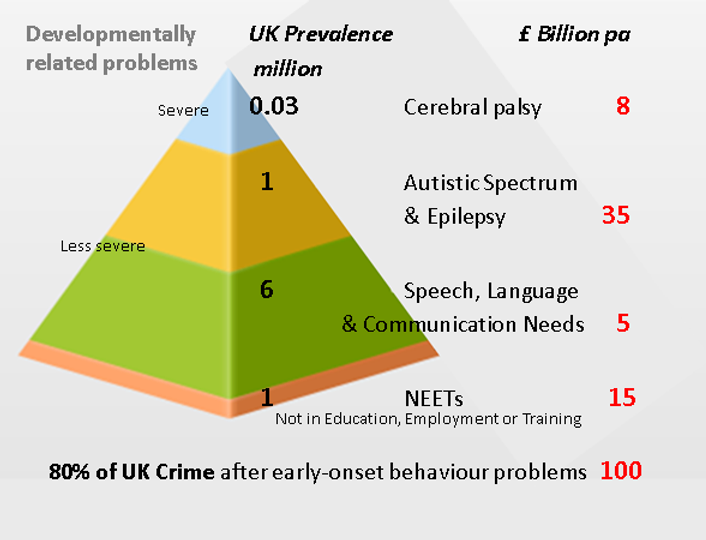 Developmentally
related problems
UK Prevalence
million
£ Billion pa
Severe
0.03
Cerebral palsy
8
1
Autistic Spectrum
& Epilepsy
35
Less severe
6
Speech, Language
& Communication Needs
5
1
NEETs
15
Not in Education, Employment or Training
80% of UK Crime after early-onset behaviour problems 100